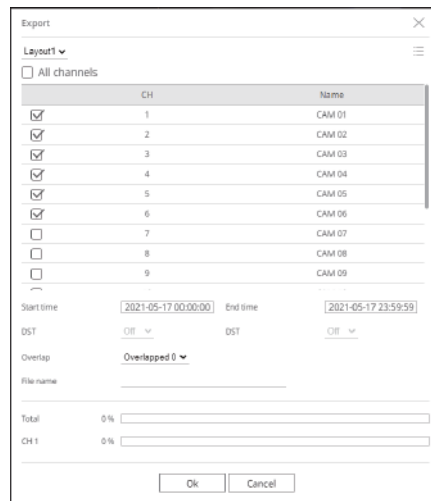 Export
Layout1
All channels
CH Name
1 CAM 01
2 CAM 02
3 CAM 03
4 CAM 04
5 CAM 05
6 CAM 06
7 CAM 07
8 CAM 08
9 CAM 09
Start time 2021-05-17 00:00:00 End time 2021-05-17 23:59:59
DST Off DST Off
Overlap Overlapped 0
File name
Total 0%
CH 1 0%
Ok Cancel